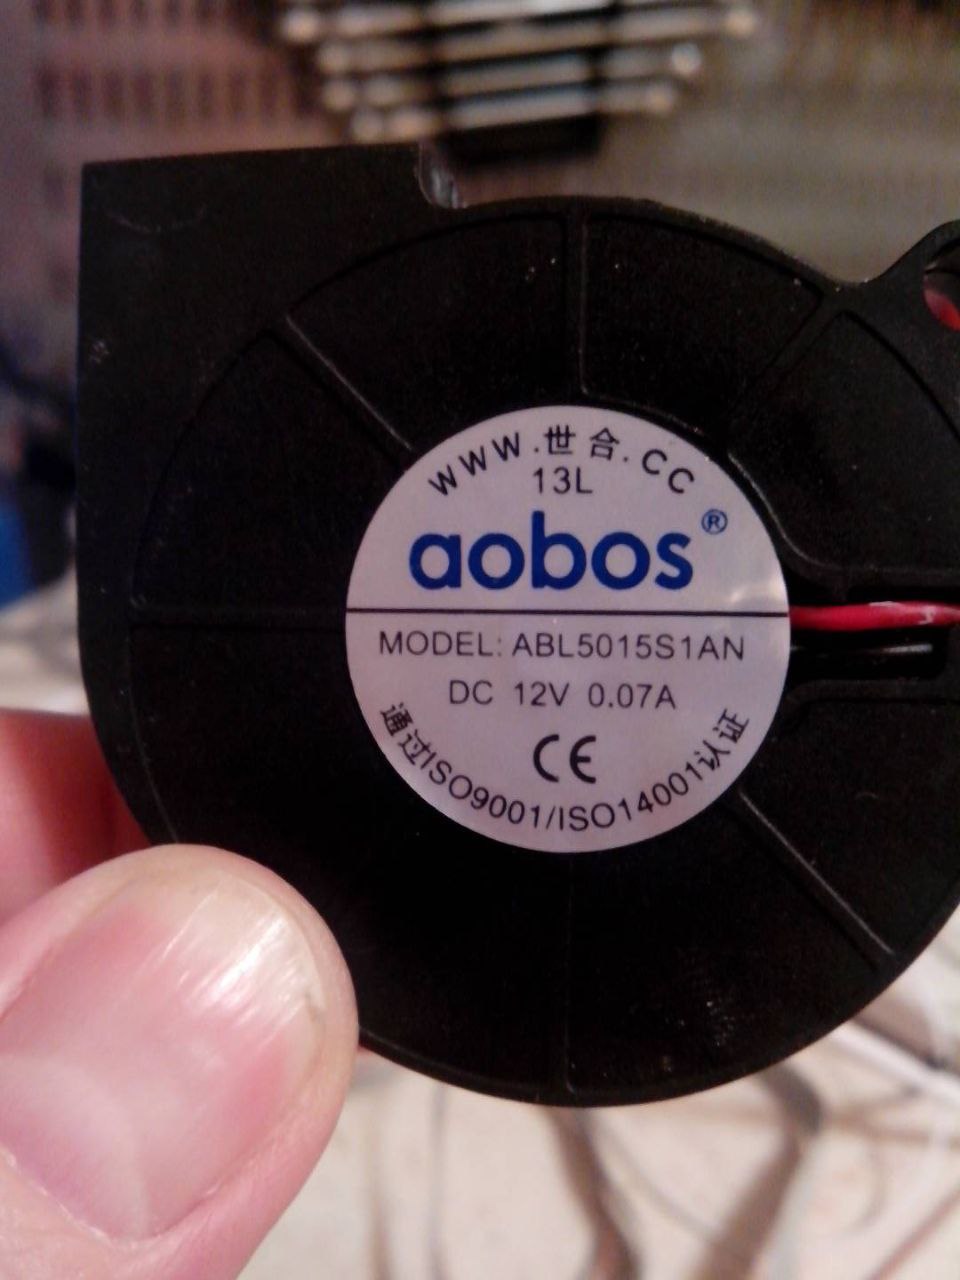 WWW.世合.CC
13L
aobos®
MODEL: ABL5015S1AN
DC 12V 0.07A
CE
通过ISO9001/ISO14001认证